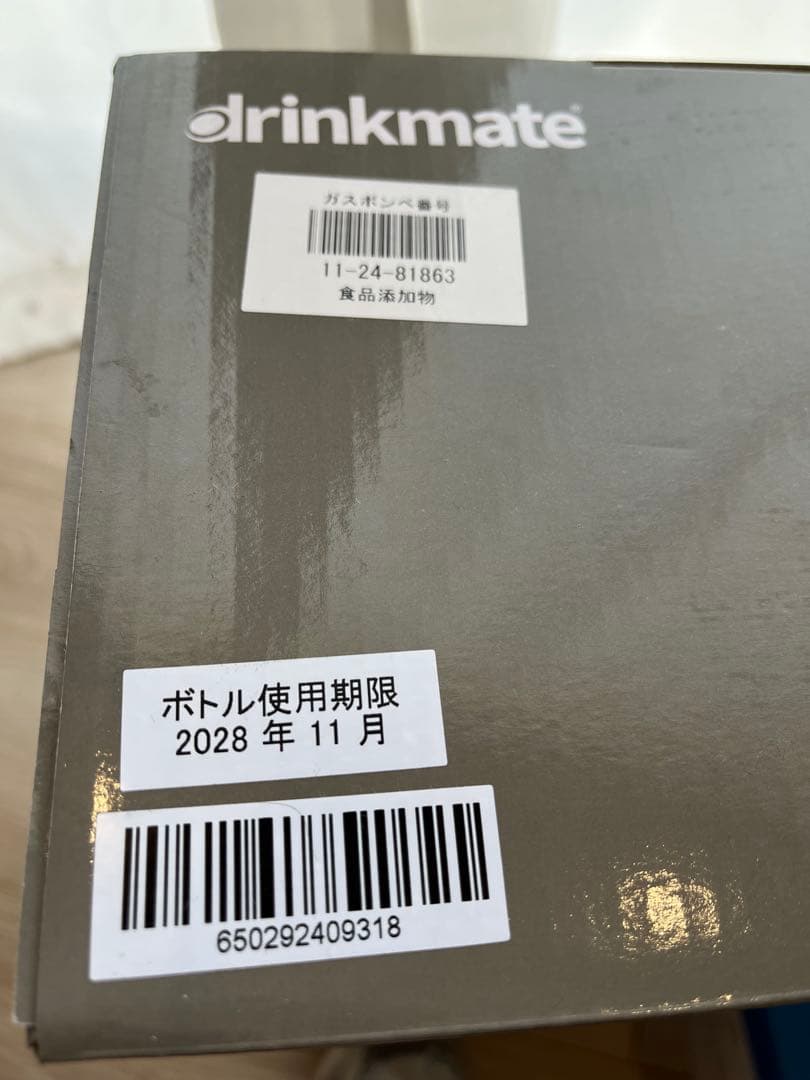 drinkmate
ガスボンベ番号
11-24-81863
食品添加物
ボトル使用期限
2028 年 11 月
650292409318